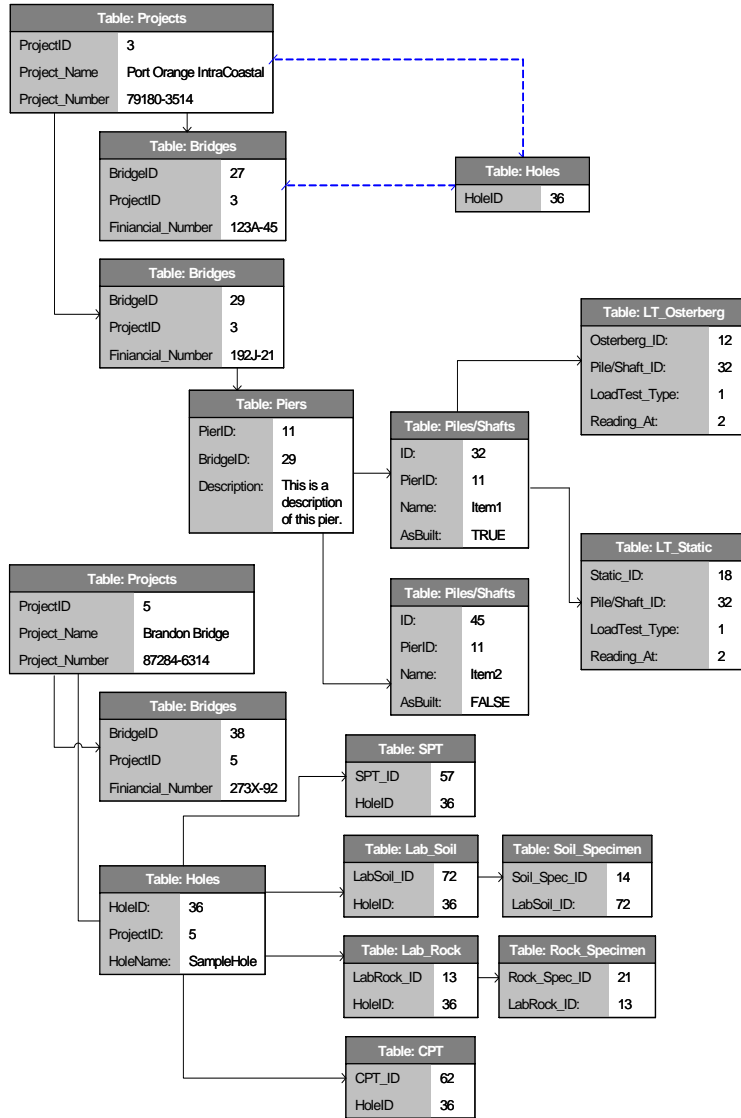 Table: Projects
ProjectID 3
Project_Name Port Orange IntraCoastal
Project_Number 79180-3514
Table: Bridges
BridgeID 27
ProjectID 3
Finiancial_Number 123A-45
Table: Holes
HoleID 36
Table: Bridges
BridgeID 29
ProjectID 3
Finiancial_Number 192J-21
Table: LT_Osterberg
Osterberg_ID: 12
Pile/Shaft_ID: 32
LoadTest_Type: 1
Reading_At: 2
Table: Piers
PierID: 11
BridgeID: 29
Description: This is a
description
of this pier.
Table: Piles/Shafts
ID: 32
PierID: 11
Name: Item1
AsBuilt: TRUE
Table: LT_Static
Static_ID: 18
Pile/Shaft_ID: 32
LoadTest_Type: 1
Reading_At: 2
Table: Projects
ProjectID 5
Project_Name Brandon Bridge
Project_Number 87284-6314
Table: Piles/Shafts
ID: 45
PierID: 11
Name: Item2
AsBuilt: FALSE
Table: Bridges
BridgeID 38
ProjectID 5
Finiancial_Number 273X-92
Table: SPT
SPT_ID 57
HoleID 36
Table: Holes
HoleID: 36
ProjectID: 5
HoleName: SampleHole
Table: Lab_Soil
LabSoil_ID 72
HoleID: 36
Table: Soil_Specimen
Soil_Spec_ID 14
LabSoil_ID: 72
Table: Lab_Rock
LabRock_ID 13
HoleID: 36
Table: Rock_Specimen
Rock_Spec_ID 21
LabRock_ID: 13
Table: CPT
CPT_ID 62
HoleID 36